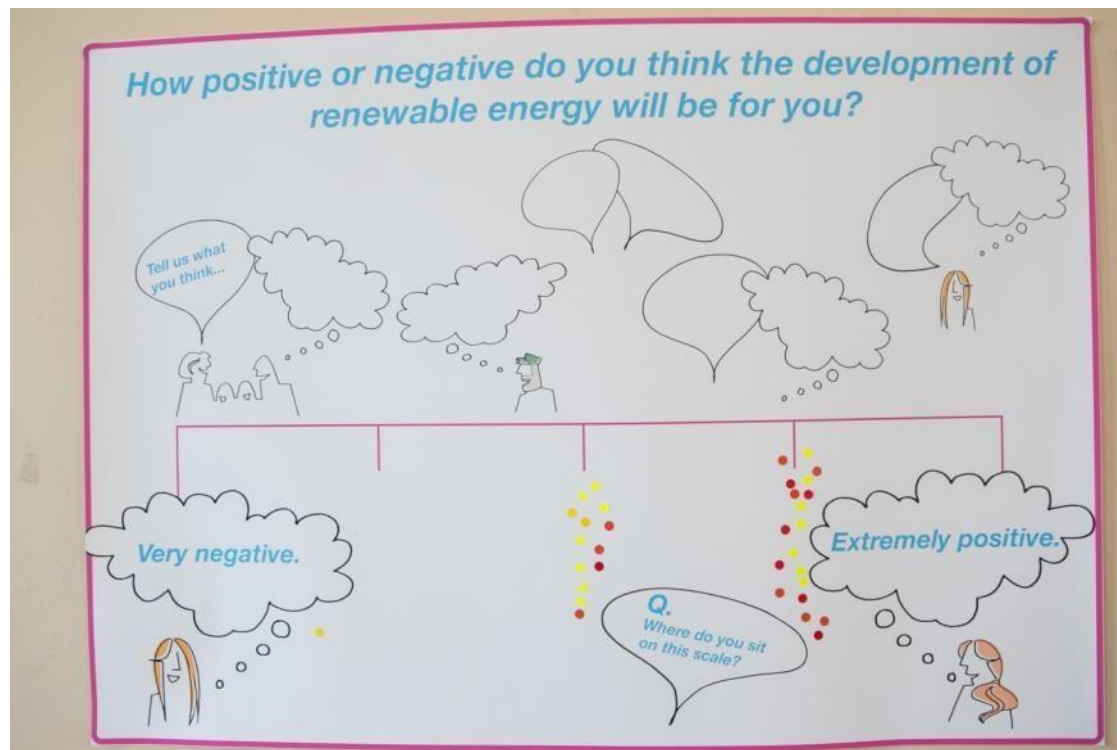 How positive or negative do you think the development of
renewable energy will be for you?
Tell us what
you think...
Very negative.
Extremely positive.
Q.
Where do you sit
on this scale?